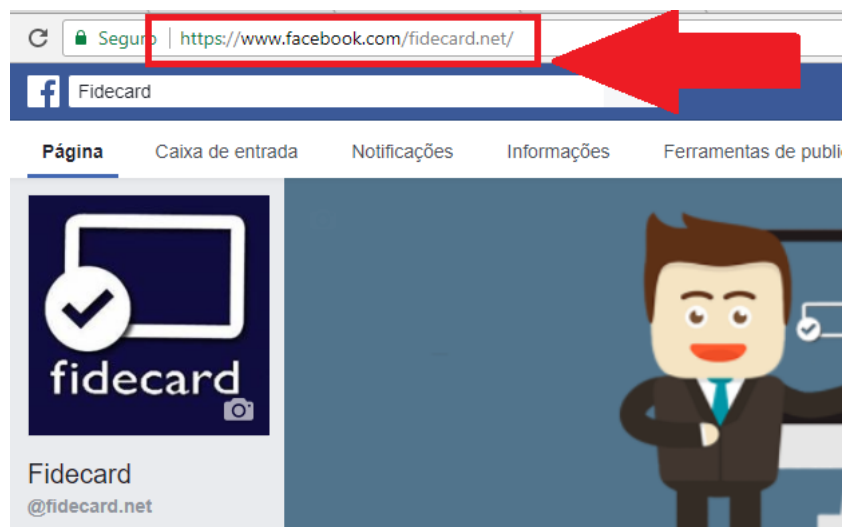 Seguro | https://www.facebook.com/fidecard.net/
f Fidecard
Página Caixa de entrada Notificações Informações Ferramentas de publi
fidecard
Fidecard
@fidecard.net